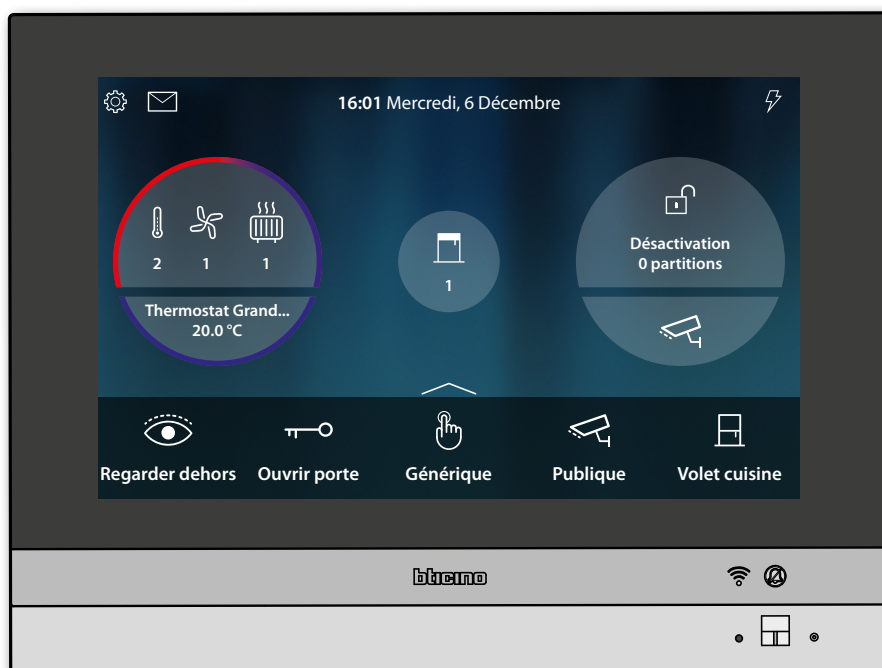 16:01 Mercredi, 6 Décembre
2 1 1
Thermostat Grand...
20.0 °C
1
Désactivation
0 partitions
Regarder dehors Ouvrir porte Générique Publique Volet cuisine
bticino